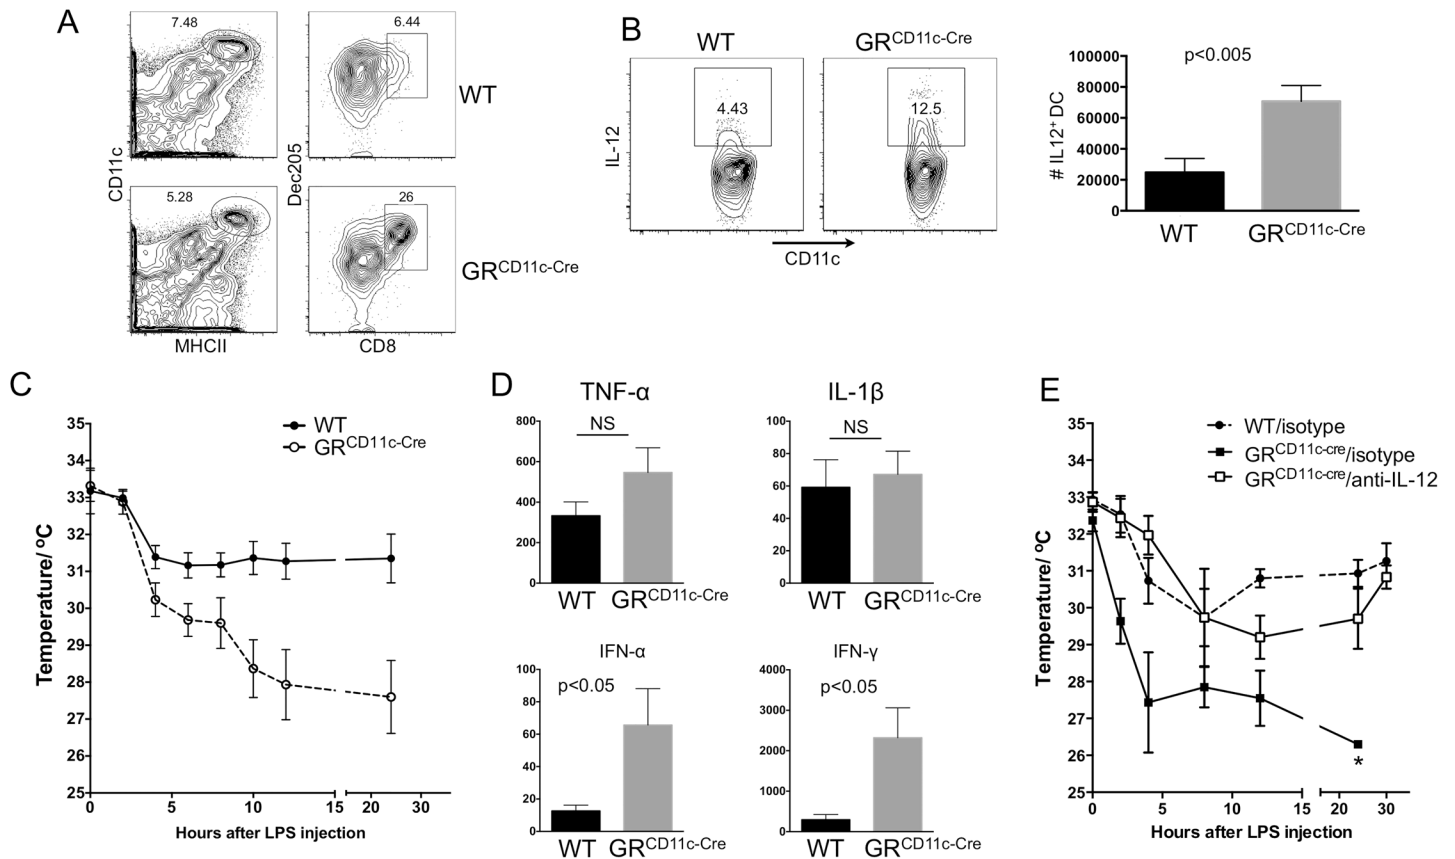 A
7.48
6.44
WT
CD11c
Dec205
5.28
26
GRCD11c-Cre
MHCII
CD8
B
WT
GRCD11c-Cre
4.43
12.5
IL-12
CD11c
p<0.005
# IL12+ DC
100000
80000
60000
40000
20000
0
WT
GRCD11c-Cre
C
WT
GRCD11c-Cre
Temperature/ ºC
35
34
33
32
31
30
29
28
27
26
25
0
5
10
15
20
30
Hours after LPS injection
D
TNF-α
NS
800
600
400
200
0
WT
GRCD11c-Cre
IL-1β
NS
100
80
60
40
20
0
WT
GRCD11c-Cre
IFN-α
p<0.05
100
80
60
40
20
0
WT
GRCD11c-Cre
IFN-γ
p<0.05
4000
3000
2000
1000
0
WT
GRCD11c-Cre
E
WT/isotype
GRCD11c-cre/isotype
GRCD11c-cre/anti-IL-12
Temperature/ ºC
35
34
33
32
31
30
29
28
27
26
25
*
0
5
10
15
20
30
Hours after LPS injection